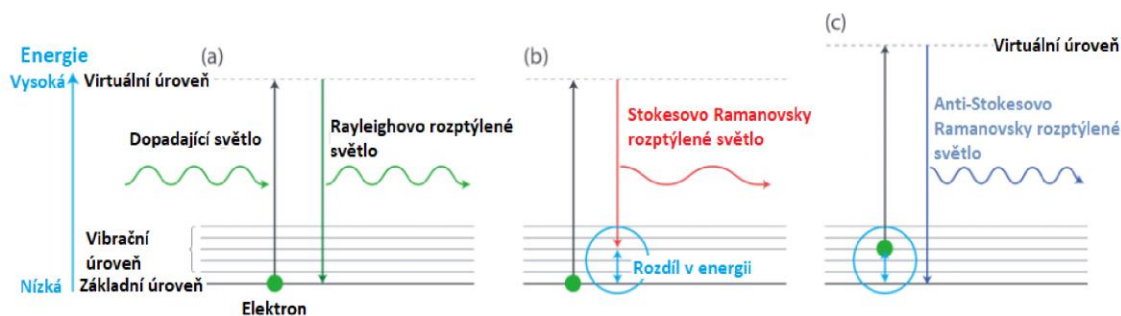 Energie
Vysoká
(a)
Virtuální úroveň
Dopadající světlo
Rayleighovo rozptýlené
světlo
Vibrační
úroveň
Nízká
Základní úroveň
Elektron
(b)
Stokesovo Ramanovsky
rozptýlené světlo
Rozdíl v energii
(c)
Virtuální úroveň
Anti-Stokesovo
Ramanovsky rozptýlené
světlo